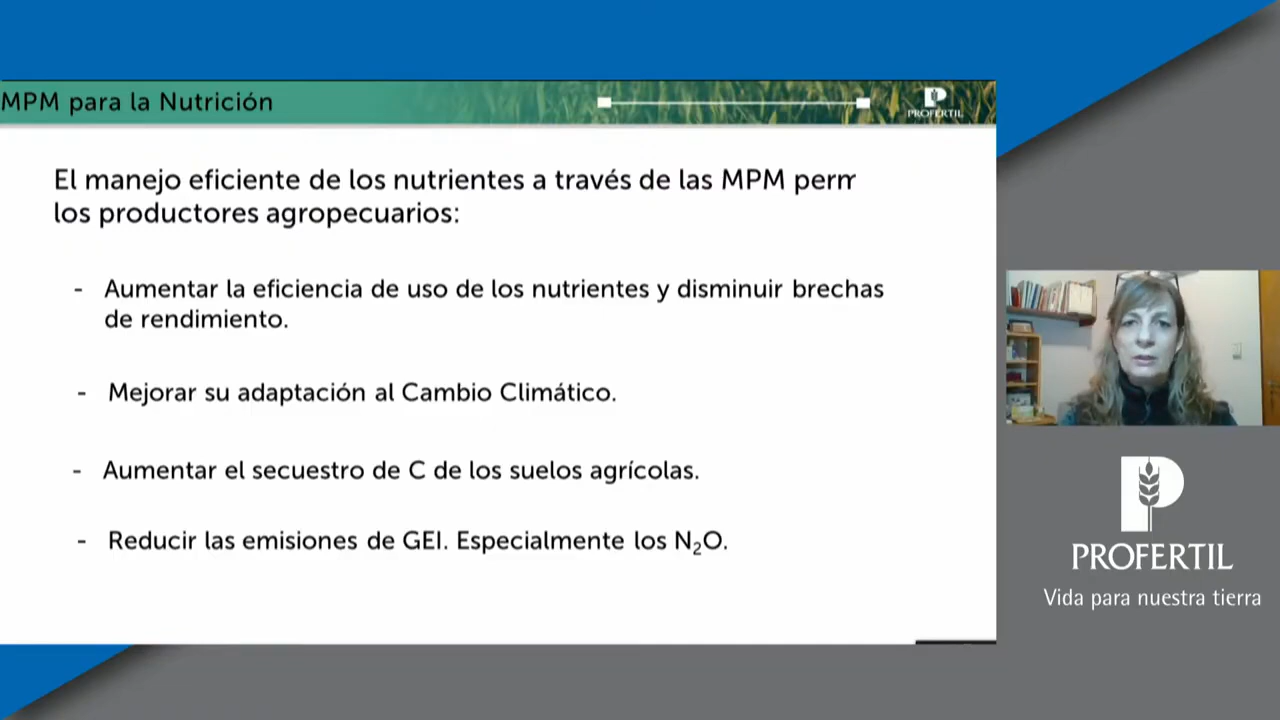 MPM para la Nutrición
PROFERTIL
El manejo eficiente de los nutrientes a través de las MPM
los productores agropecuarios:
- Aumentar la eficiencia de uso de los nutrientes y disminuir brechas
de rendimiento.
- Mejorar su adaptación al Cambio Climático.
- Aumentar el secuestro de C de los suelos agrícolas.
- Reducir las emisiones de GEI. Especialmente los N₂O.
PROFERTIL
Vida para nuestra tierra